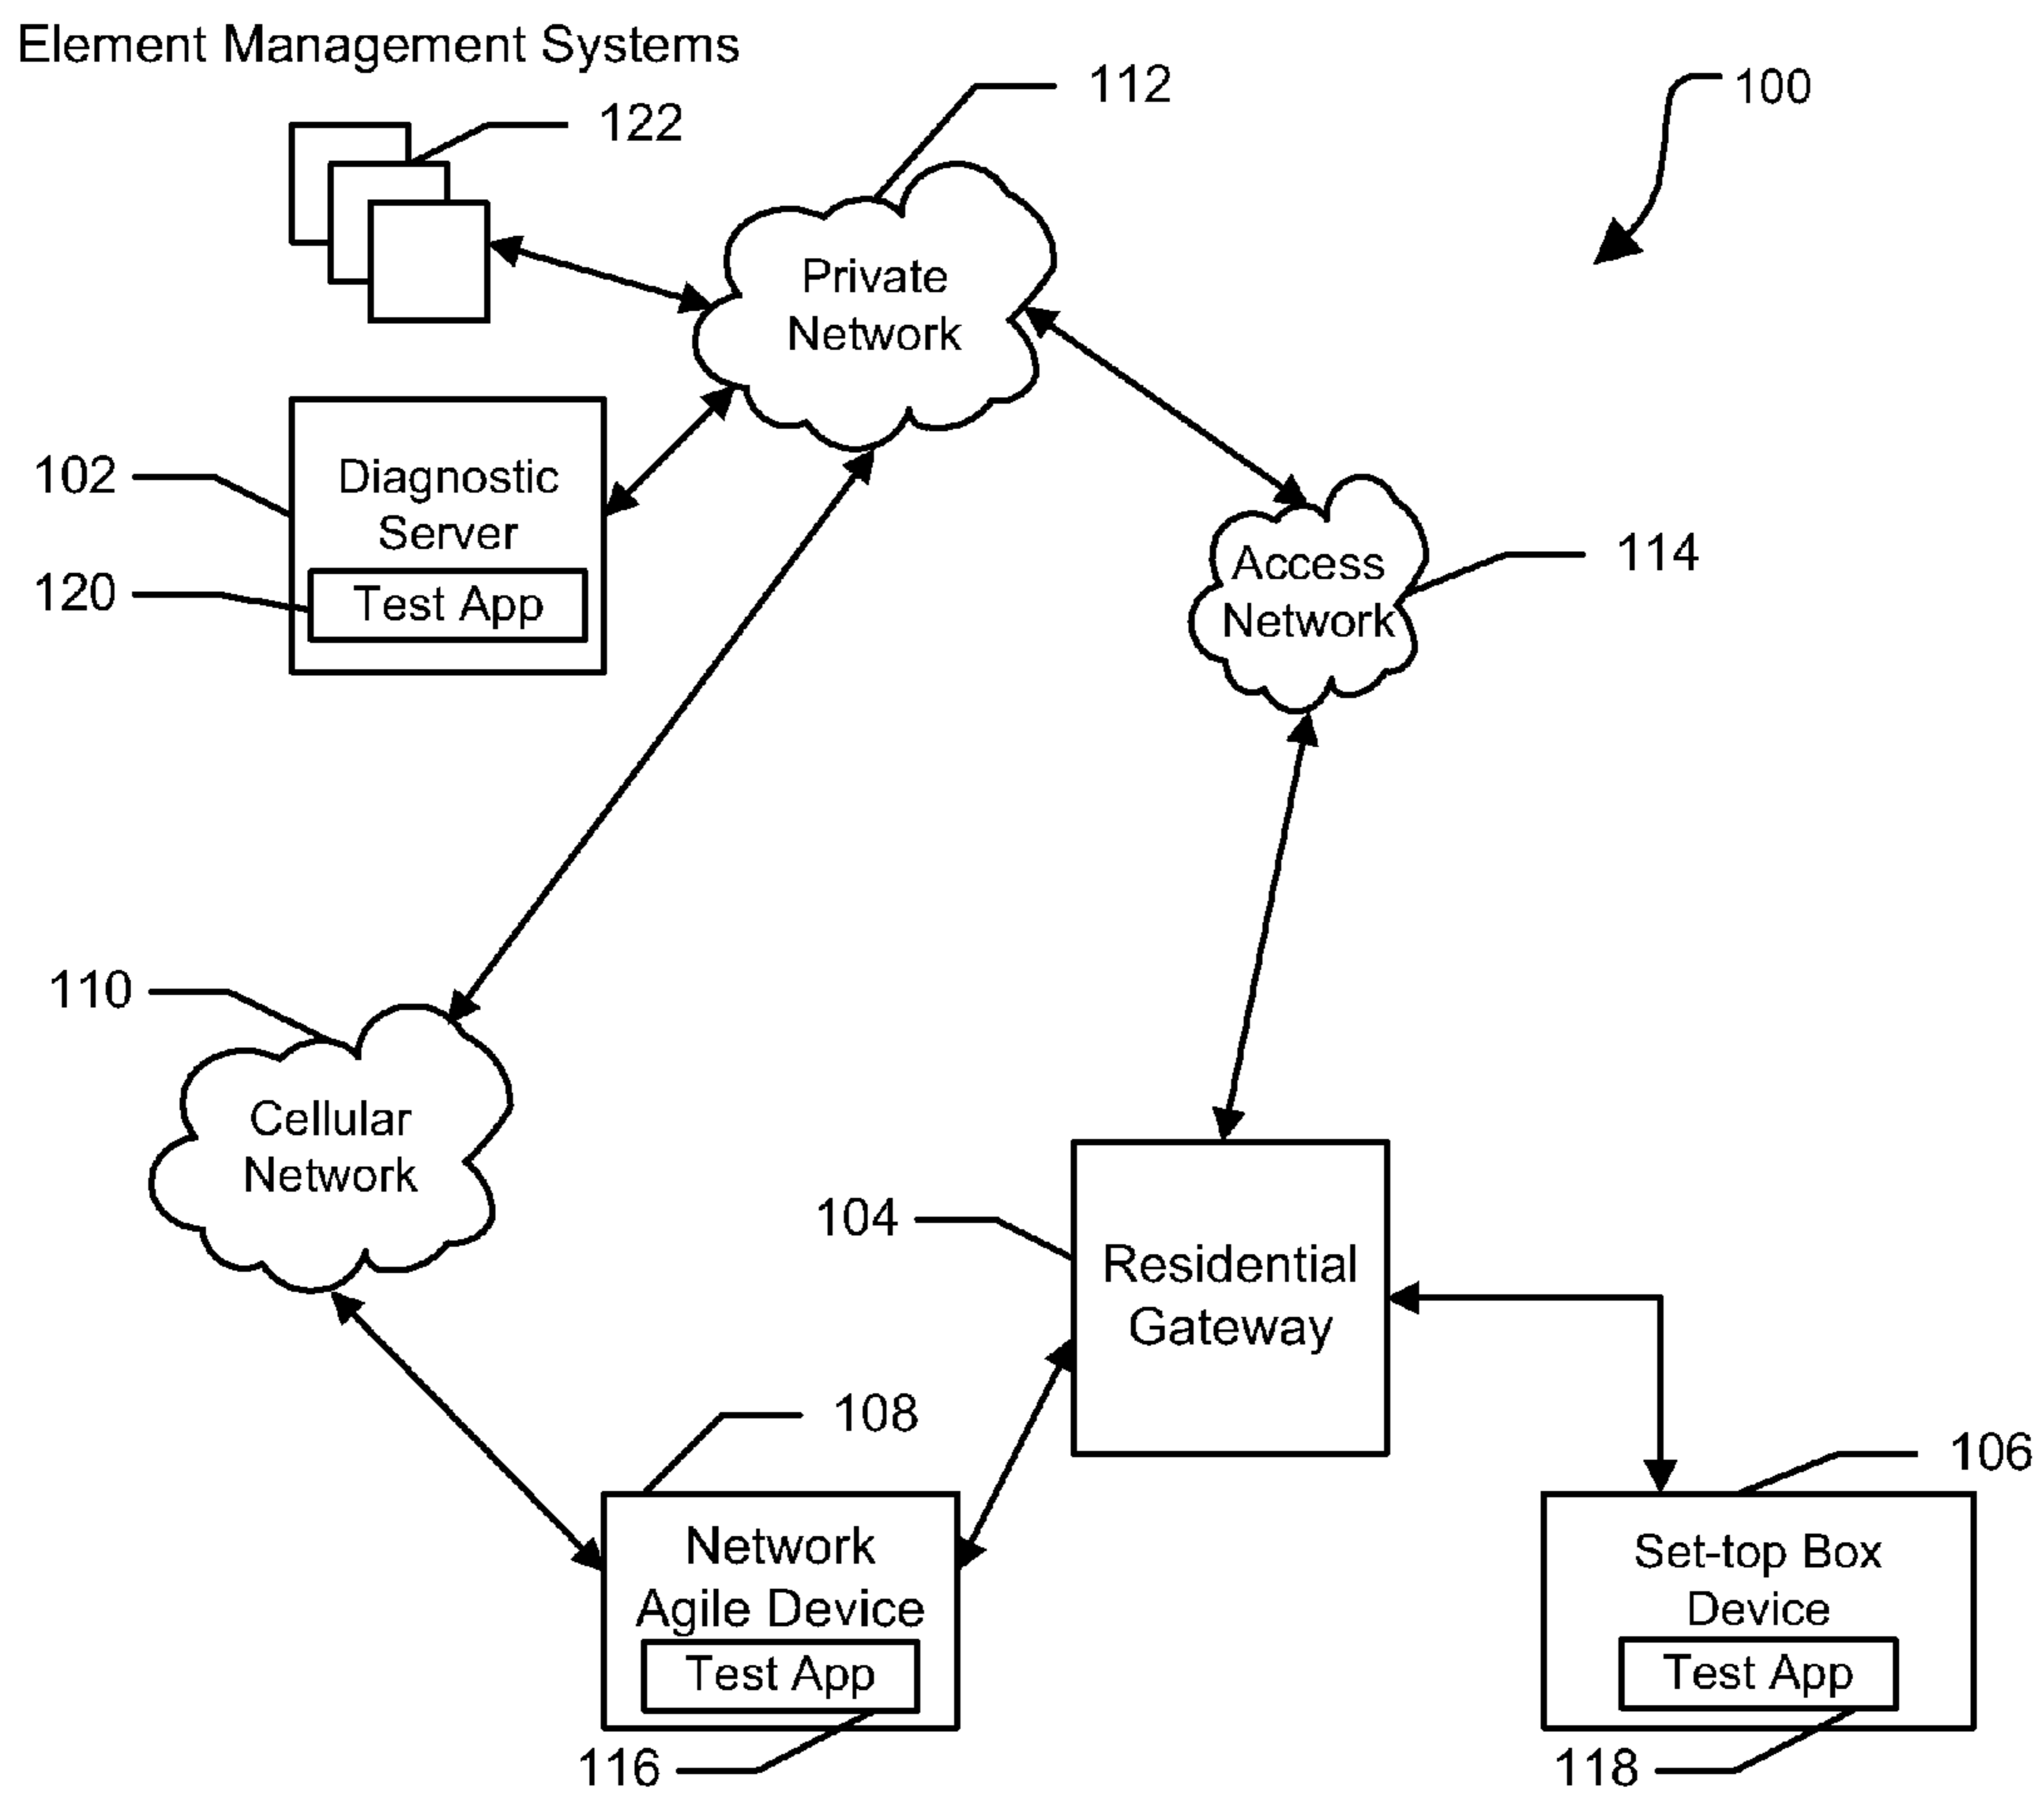 Element Management Systems
112
100
122
Private
Network
102
Diagnostic
Server
Access
Network
114
120
Test App
110
Cellular
Network
104
Residential
Gateway
108
106
Network
Agile Device
Test App
Set-top Box
Device
Test App
116
118